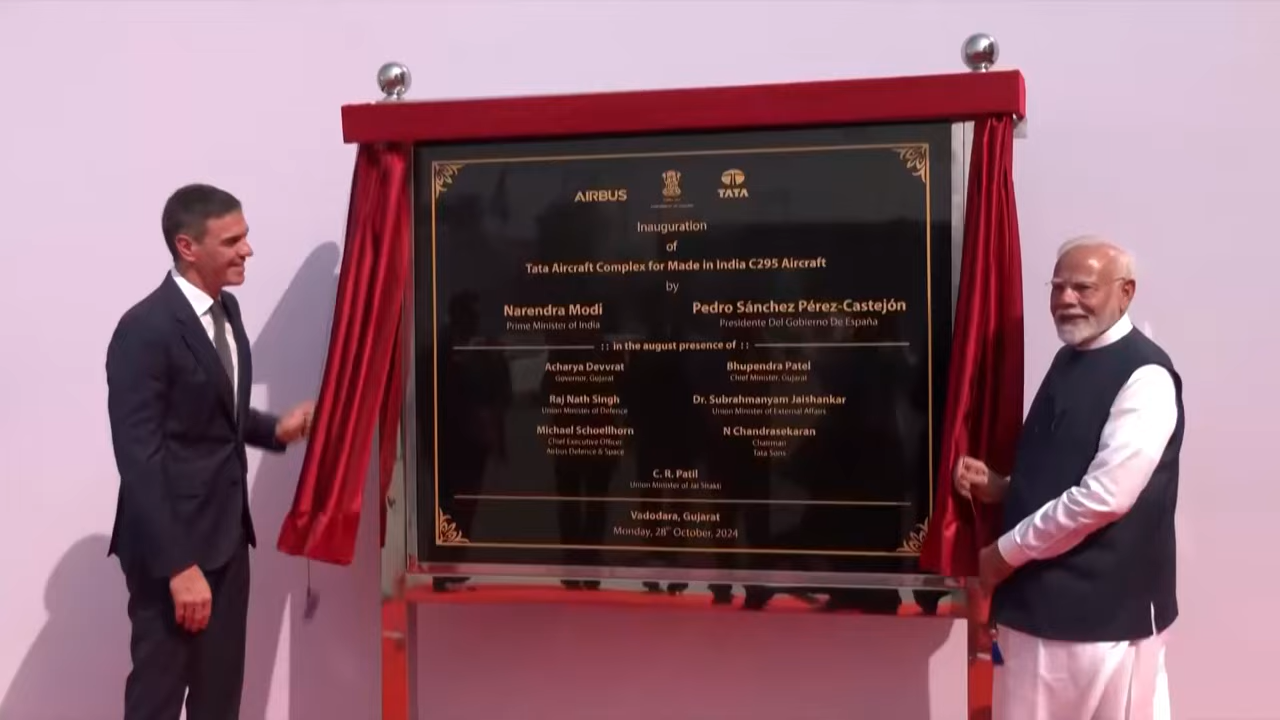 AIRBUS
TATA
Inauguration
of
Tata Aircraft Complex for Made in India C295 Aircraft
by
Narendra Modi
Prime Minister of India
Pedro Sánchez Pérez-Castejón
Presidente Del Gobierno De España
:: in the august presence of ::
Acharya Devvrat
Governor, Gujarat
Bhupendra Patel
Chief Minister, Gujarat
Raj Nath Singh
Union Minister of Defence
Dr. Subrahmanyam Jaishankar
Union Minister of External Affairs
Michael Schoellhorn
Chief Executive Officer
Airbus Defence & Space
N Chandrasekaran
Chairman
Tata Sons
C. R. Patil
Union Minister of Jal Shakti
Vadodara, Gujarat
Monday, 28th October, 2024